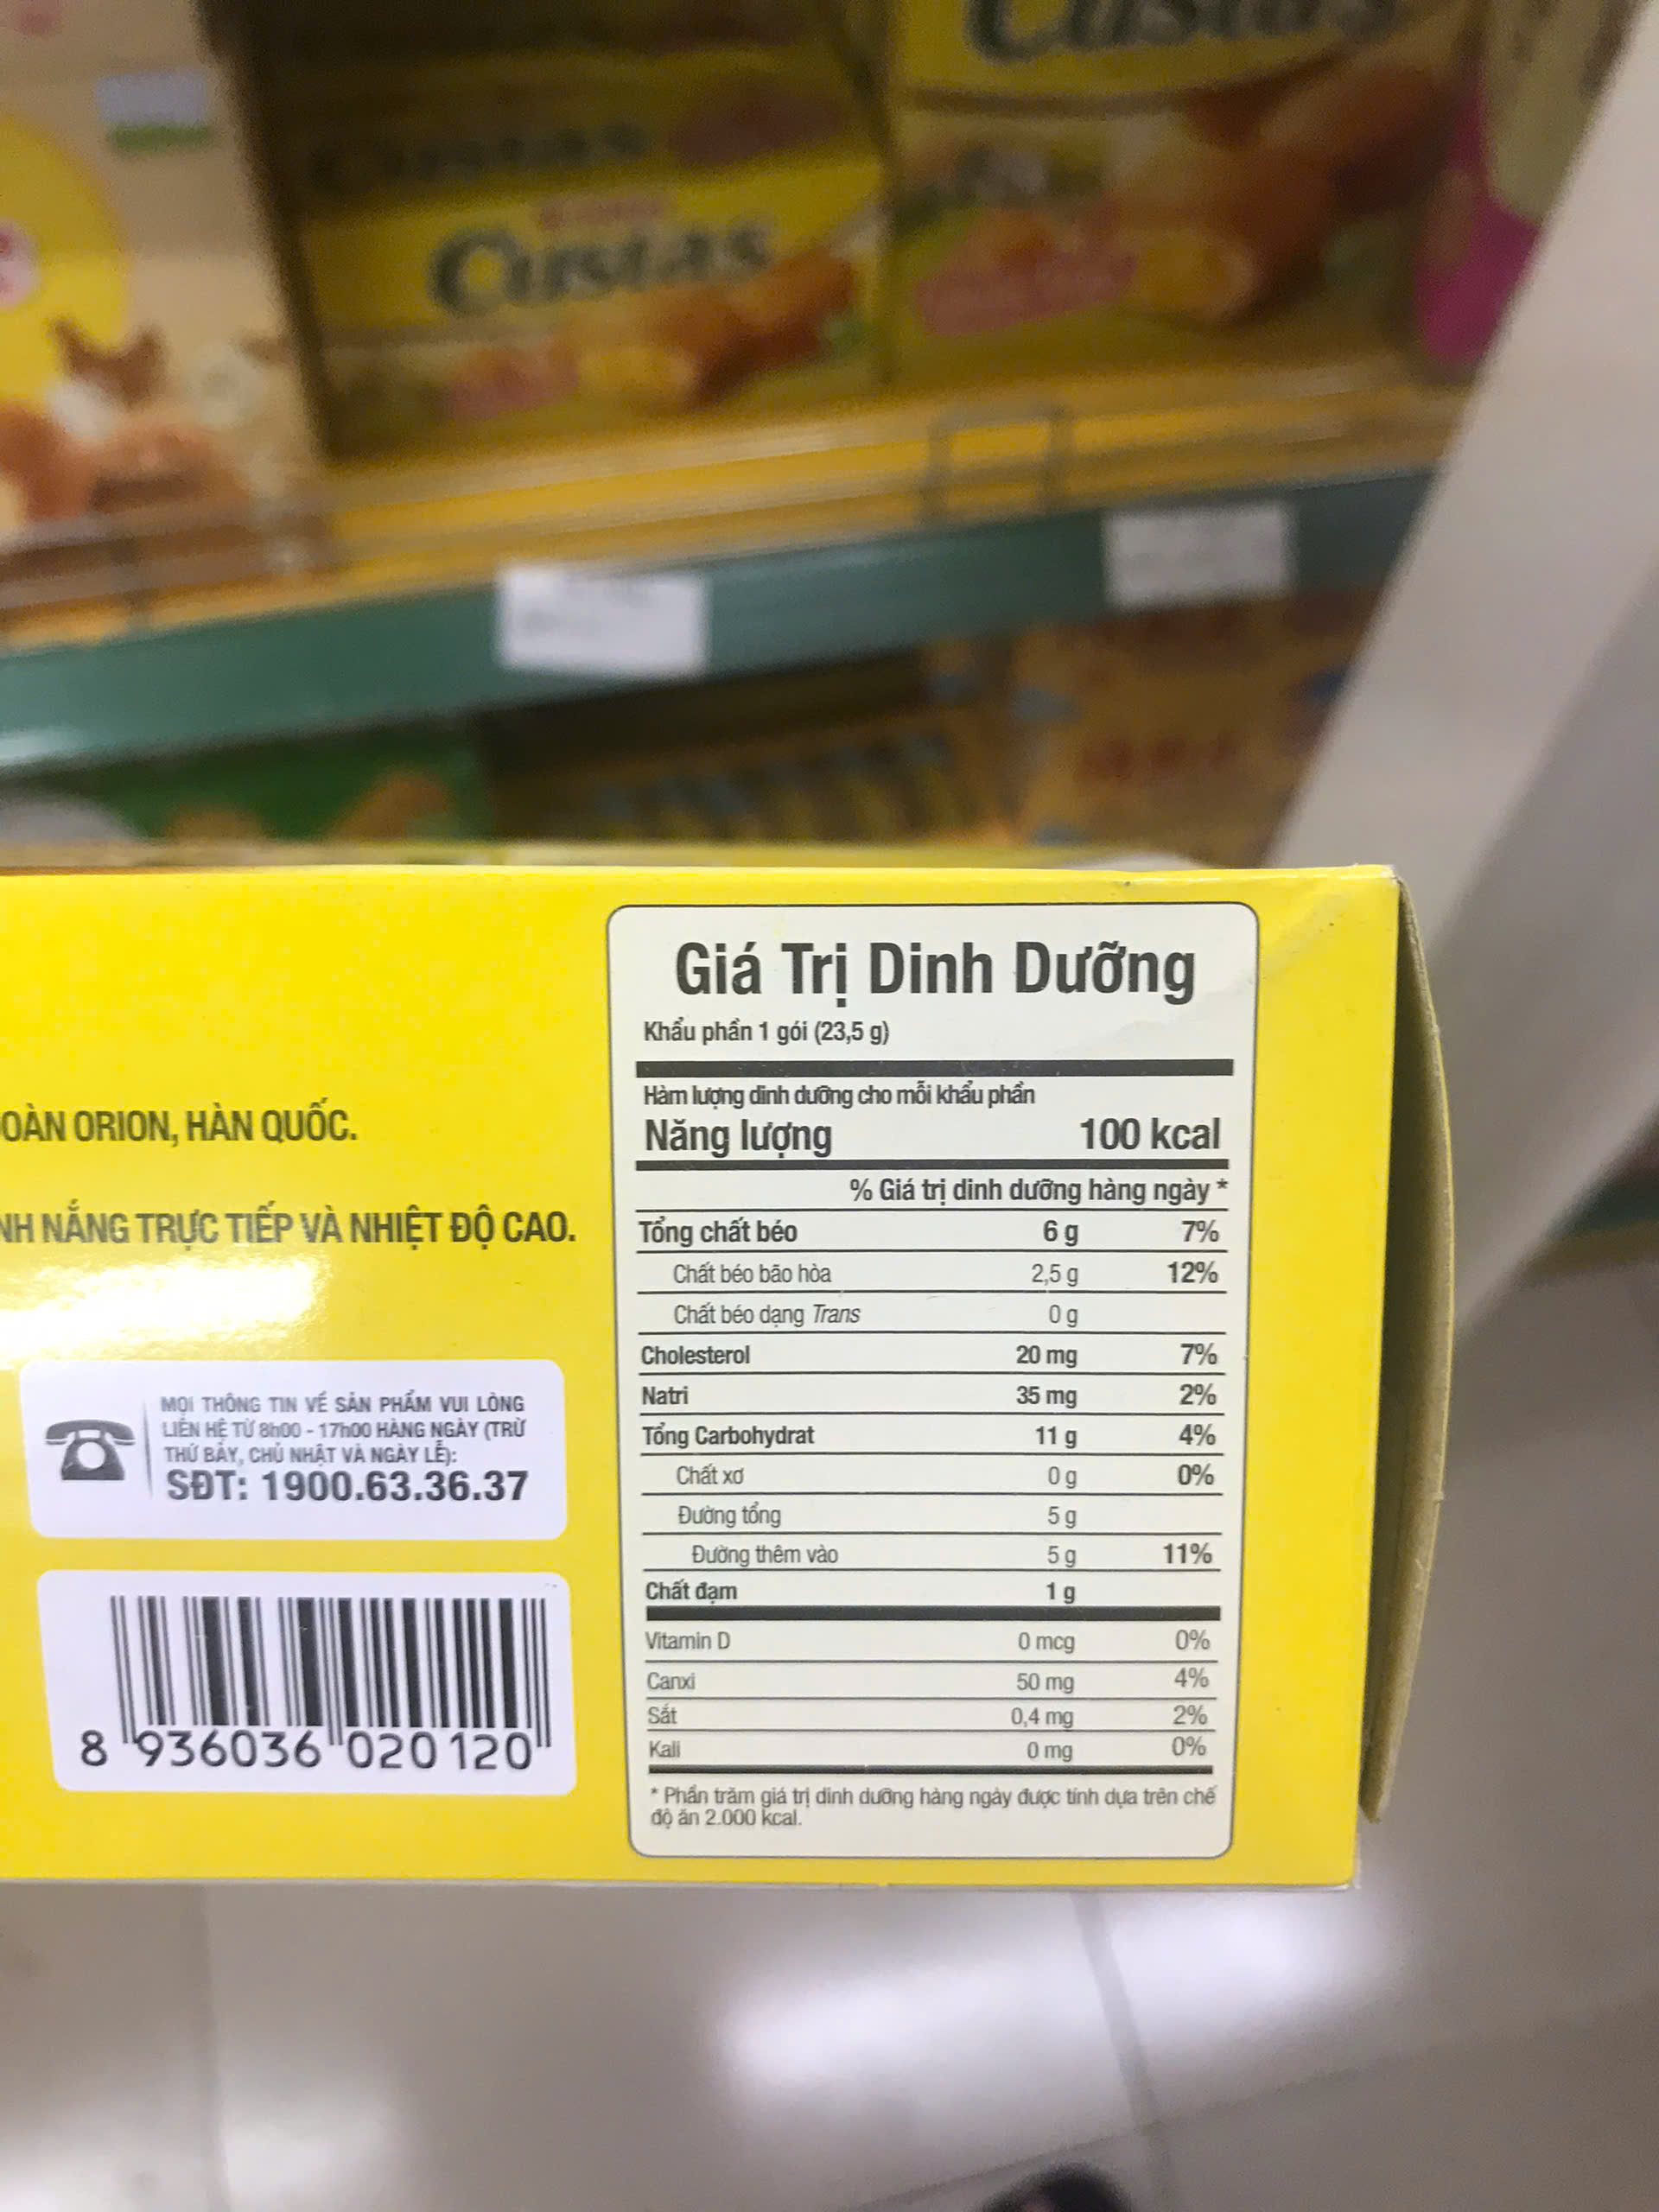 Custas
Custas
OÀN ORION, HÀN QUỐC.
NH NẮNG TRỰC TIẾP VÀ NHIỆT ĐỘ CAO.
MỌI THÔNG TIN VỀ SẢN PHẨM VUI LÒNG
LIÊN HỆ TỪ 8h00 - 17h00 HÀNG NGÀY (TRỪ
THỨ BẢY, CHỦ NHẬT VÀ NGÀY LỄ):
SĐT: 1900.63.36.37
8 936036 020120
Giá Trị Dinh Dưỡng
Khẩu phần 1 gói (23,5 g)
Hàm lượng dinh dưỡng cho mỗi khẩu phần
Năng lượng 100 kcal
% Giá trị dinh dưỡng hàng ngày *
Tổng chất béo 6 g 7%
Chất béo bão hòa 2,5 g 12%
Chất béo dạng Trans 0 g
Cholesterol 20 mg 7%
Natri 35 mg 2%
Tổng Carbohydrat 11 g 4%
Chất xơ 0 g 0%
Đường tổng 5 g
Đường thêm vào 5 g 11%
Chất đạm 1 g
Vitamin D 0 mcg 0%
Canxi 50 mg 4%
Sắt 0,4 mg 2%
Kali 0 mg 0%
* Phần trăm giá trị dinh dưỡng hàng ngày được tính dựa trên chế
độ ăn 2.000 kcal.